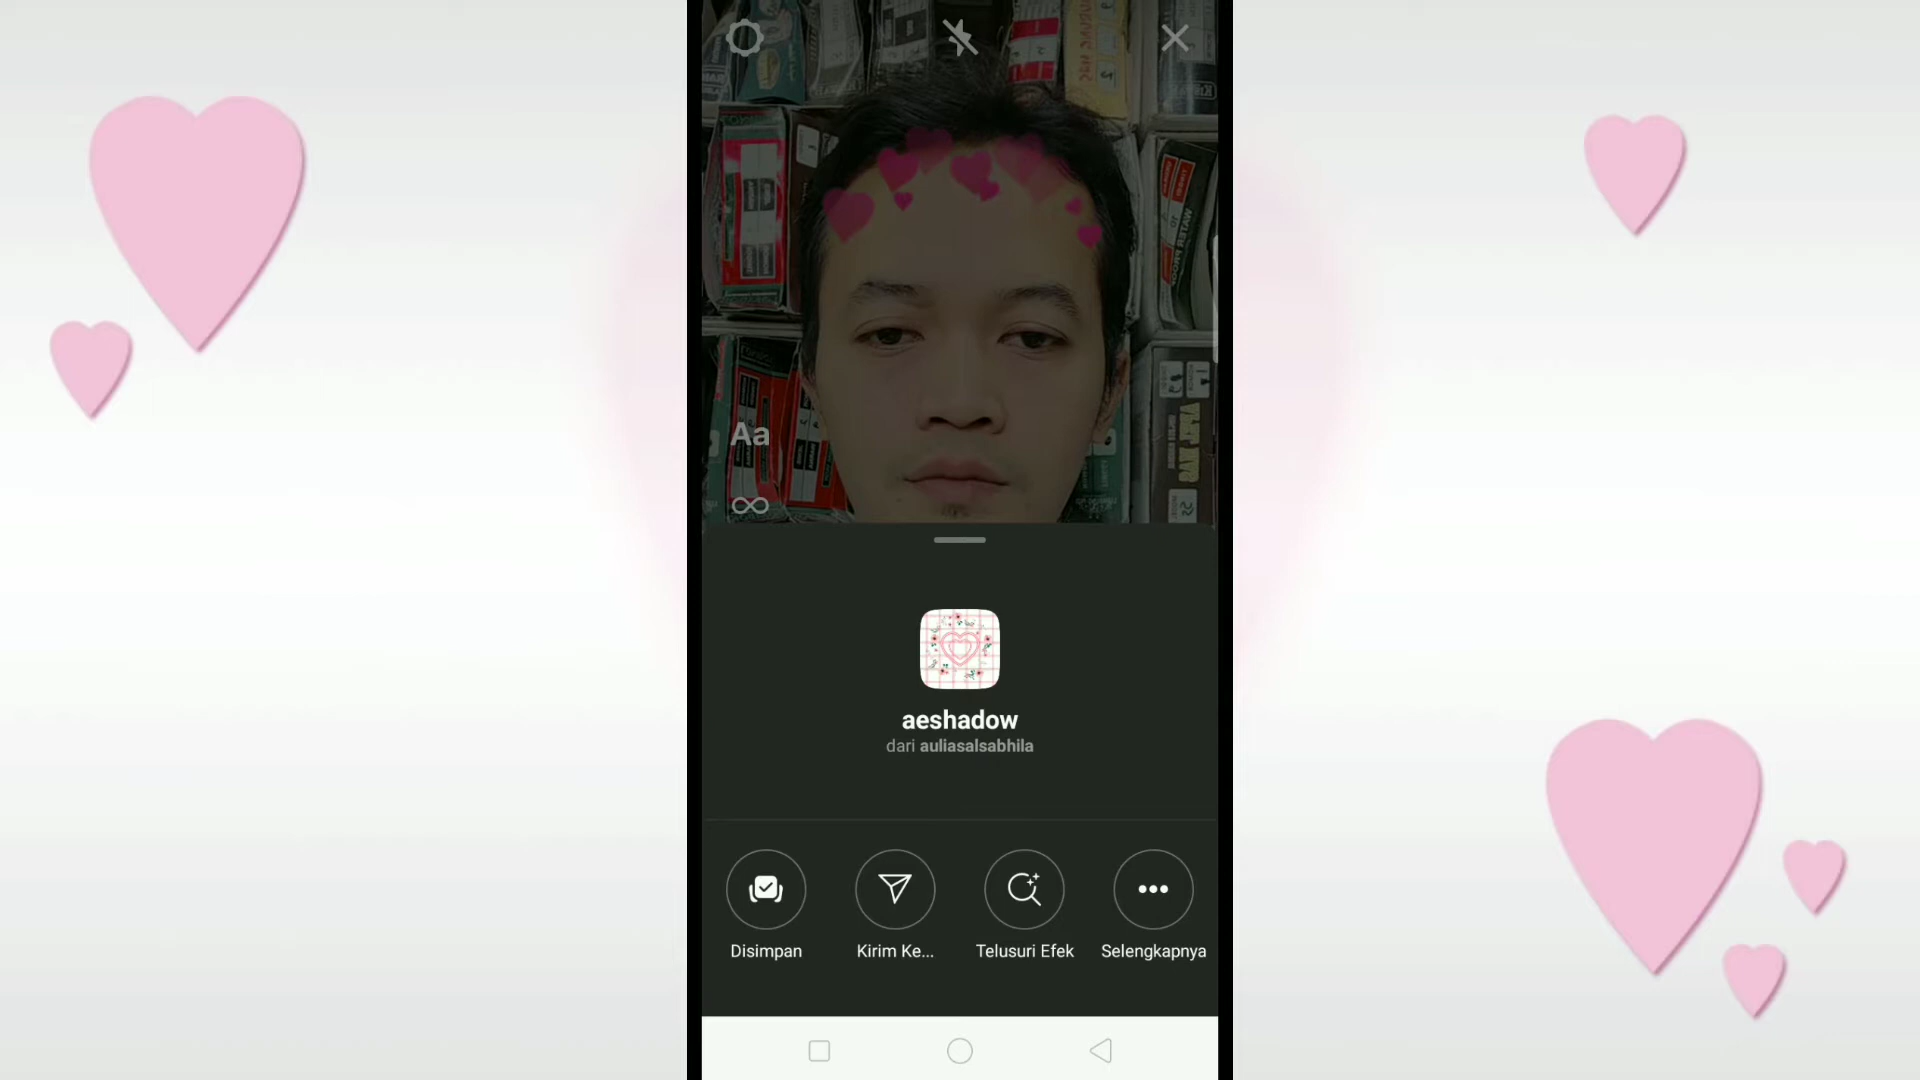 Aa
aeshadow
dari auliasalsabhila
Disimpan
Kirim Ke...
Telusuri Efek
Selengkapnya